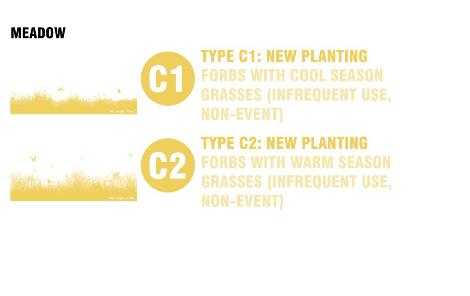 MEADOW
C1
TYPE C1: NEW PLANTING
FORBS WITH COOL SEASON
GRASSES (INFREQUENT USE,
NON-EVENT)
C2
TYPE C2: NEW PLANTING
FORBS WITH WARM SEASON
GRASSES (INFREQUENT USE,
NON-EVENT)